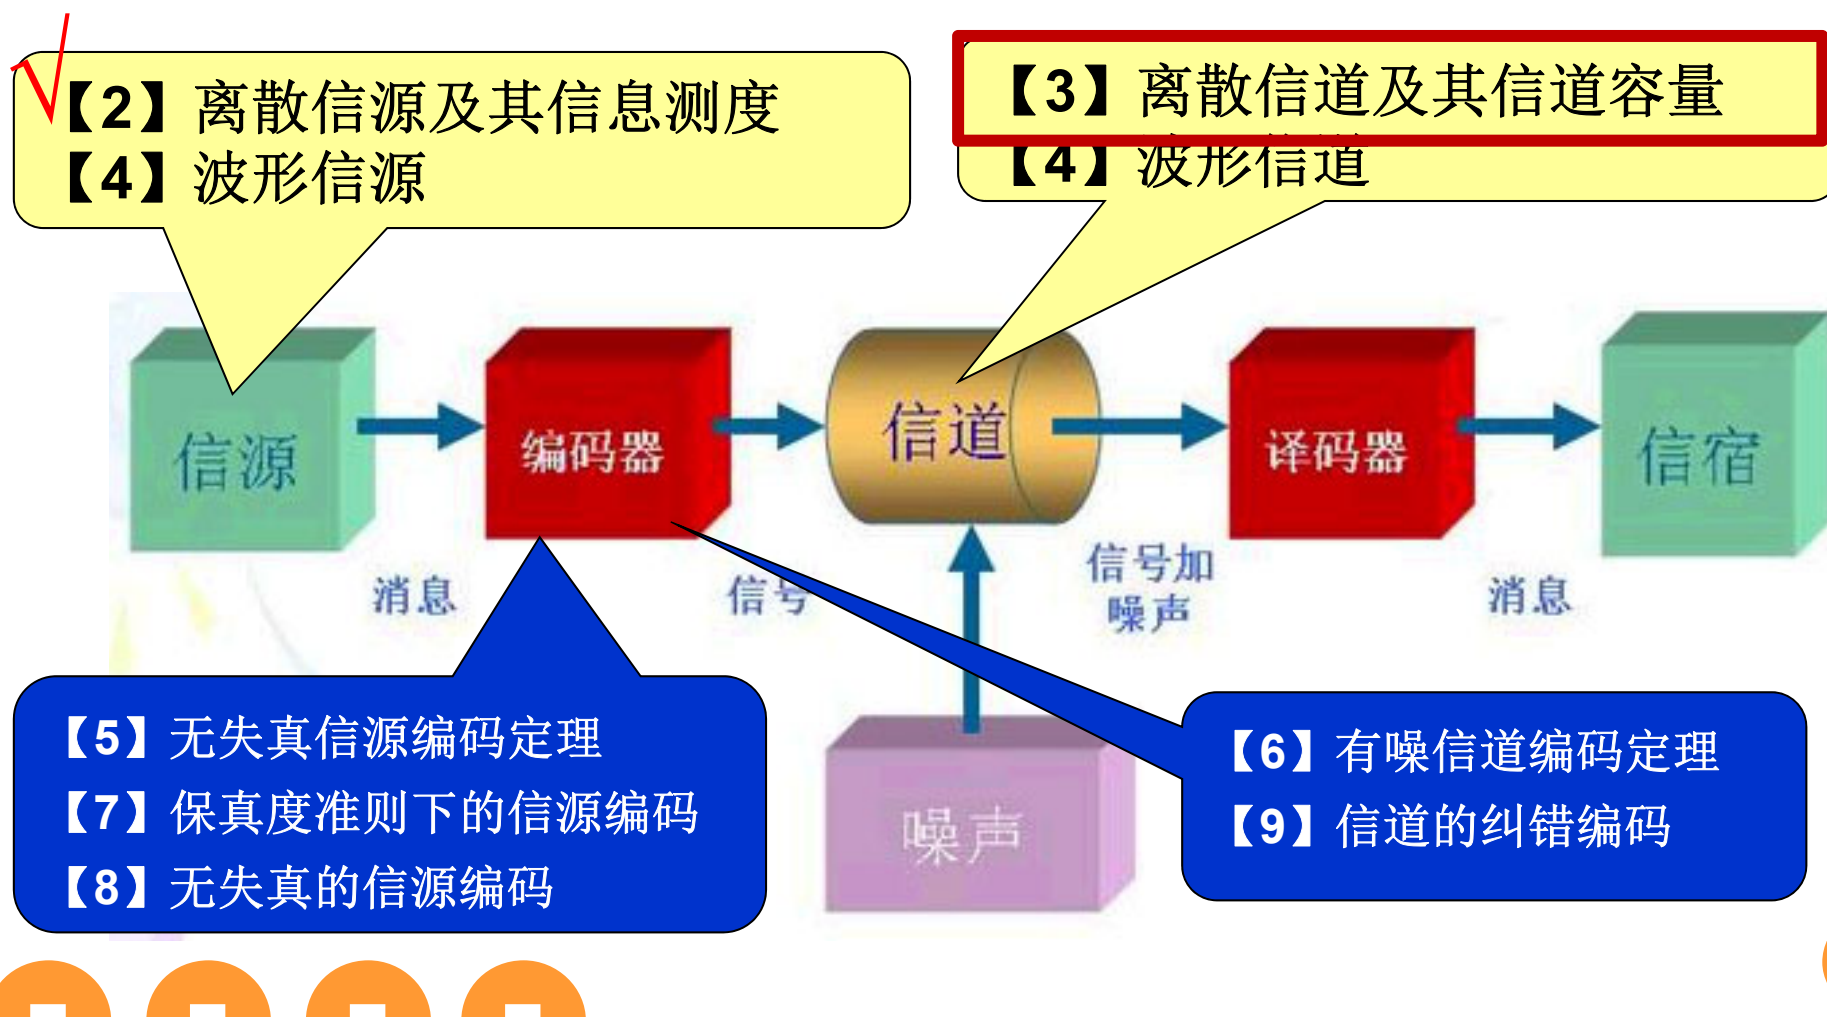 【2】离散信源及其信息测度
【4】波形信源
【3】离散信道及其信道容量
【4】波形信道
信源
编码器
信道
译码器
信宿
消息
信号
信号加
噪声
消息
噪声
【5】无失真信源编码定理
【7】保真度准则下的信源编码
【8】无失真的信源编码
【6】有噪信道编码定理
【9】信道的纠错编码